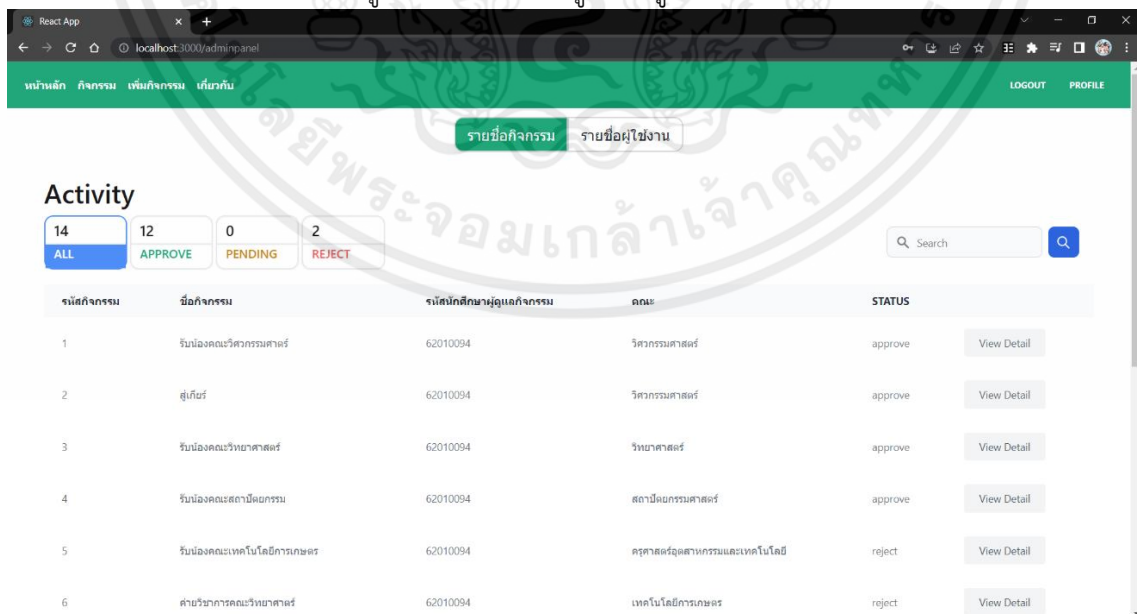 React App
localhost:3000/adminpanel
หน้าหลัก กิจกรรม เพิ่มกิจกรรม เกี่ยวกับ LOGOUT PROFILE
รายชื่อกิจกรรม รายชื่อผู้ใช้งาน
Activity
14 12 0 2
ALL APPROVE PENDING REJECT
Search
รหัสกิจกรรม ชื่อกิจกรรม รหัสนักศึกษาผู้ดูแลกิจกรรม คณะ STATUS
1 รับน้องคณะวิศวกรรมศาตร์ 62010094 วิศวกรรมศาสตร์ approve View Detail
2 สู่เกียร์ 62010094 วิศวกรรมศาสตร์ approve View Detail
3 รับน้องคณะวิทยาศาสตร์ 62010094 วิทยาศาสตร์ approve View Detail
4 รับน้องคณะสถาปัตยกรรม 62010094 สถาปัตยกรรมศาสตร์ approve View Detail
5 รับน้องคณะเทคโนโลยีการเกษตร 62010094 ครุศาสตร์อุตสาหกรรมและเทคโนโลยี reject View Detail
6 ค่ายวิชาการคณะวิทยาศาตร์ 62010094 เทคโนโลยีการเกษตร reject View Detail